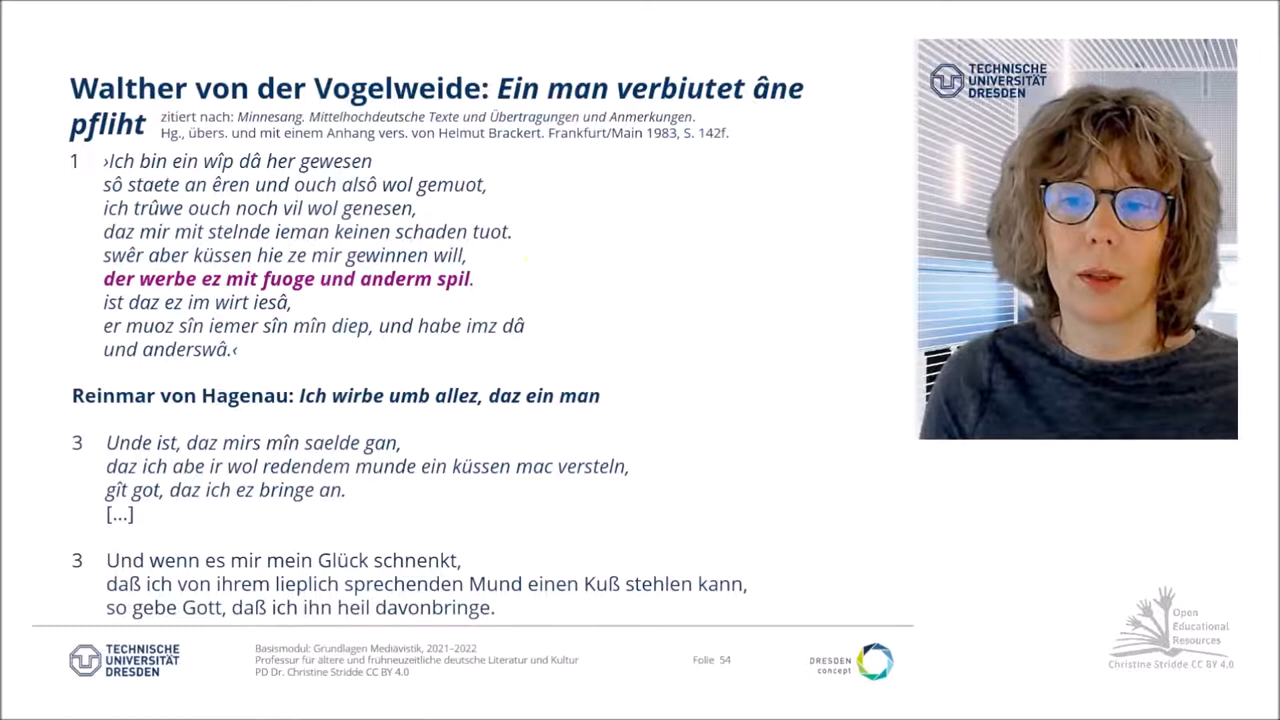 Walther von der Vogelweide: Ein man verbiutet âne
pfliht
zitiert nach: Minnesang. Mittelhochdeutsche Texte und Übertragungen und Anmerkungen.
Hg., übers. und mit einem Anhang vers. von Helmut Brackert. Frankfurt/Main 1983, S. 142f.
1 ›Ich bin ein wîp dâ her gewesen
sô staete an êren und ouch alsô wol gemuot,
ich trûwe ouch noch vil wol genesen,
daz mir mit stelnde ieman keinen schaden tuot.
swêr aber küssen hie ze mir gewinnen will,
der werbe ez mit fuoge und anderm spil.
ist daz ez im wirt iesâ,
er muoz sîn iemer sîn mîn diep, und habe imz dâ
und anderswâ.‹
Reinmar von Hagenau: Ich wirbe umb allez, daz ein man
3 Unde ist, daz mirs mîn saelde gan,
daz ich abe ir wol redendem munde ein küssen mac versteln,
gît got, daz ich ez bringe an.
[...]
3 Und wenn es mir mein Glück schnenkt,
daß ich von ihrem lieplich sprechenden Mund einen Kuß stehlen kann,
so gebe Gott, daß ich ihn heil davonbringe.
TECHNISCHE
UNIVERSITÄT
DRESDEN
Basismodul: Grundlagen Mediävistik, 2021–2022
Professur für ältere und frühneuzeitliche deutsche Literatur und Kultur
PD Dr. Christine Stridde CC BY 4.0
Folie 54
DRESDEN
concept
TECHNISCHE
UNIVERSITÄT
DRESDEN
Open
Educational
Resources
Christine Stridde CC BY 4.0